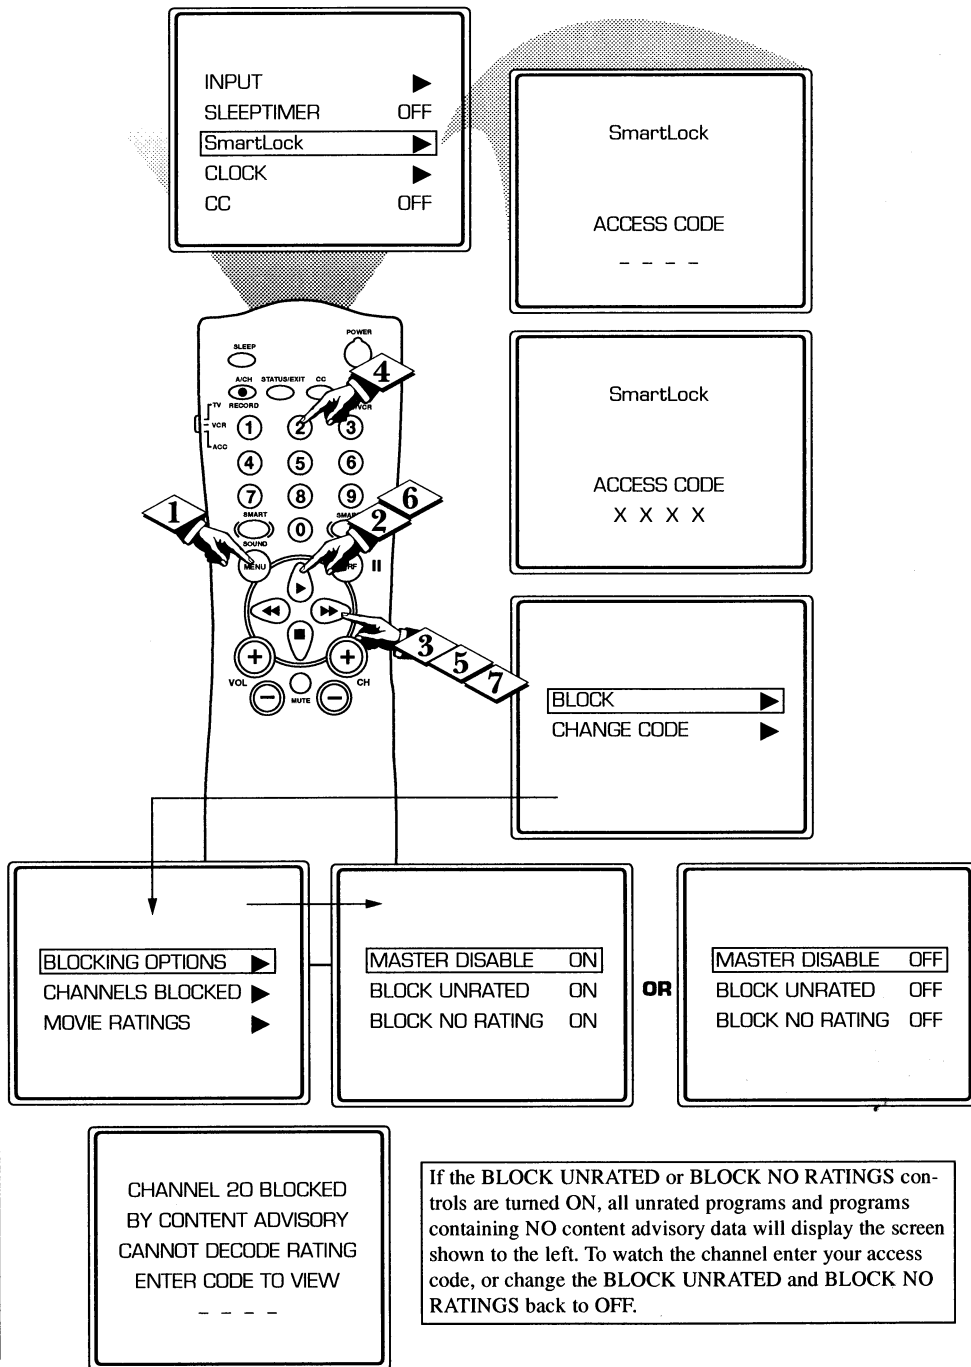 INPUT ▶
SLEEPTIMER OFF
SmartLock ▶
CLOCK ▶
CC OFF
SmartLock
ACCESS CODE
_ _ _ _
SmartLock
ACCESS CODE
X X X X
POWER
SLEEP
A/CH STATUS/EXIT CC
RECORD
TV
VCR
ACC
1 2 3
4 5 6
7 8 9
0
SMART
SOUND
MENU
II
VOL
CH
MUTE
1
2
3
4
5
6
7
BLOCK ▶
CHANGE CODE ▶
BLOCKING OPTIONS ▶
CHANNELS BLOCKED ▶
MOVIE RATINGS ▶
MASTER DISABLE ON
BLOCK UNRATED ON
BLOCK NO RATING ON
OR
MASTER DISABLE OFF
BLOCK UNRATED OFF
BLOCK NO RATING OFF
CHANNEL 20 BLOCKED
BY CONTENT ADVISORY
CANNOT DECODE RATING
ENTER CODE TO VIEW
_ _ _ _
If the BLOCK UNRATED or BLOCK NO RATINGS con-
trols are turned ON, all unrated programs and programs
containing NO content advisory data will display the screen
shown to the left. To watch the channel enter your access
code, or change the BLOCK UNRATED and BLOCK NO
RATINGS back to OFF.